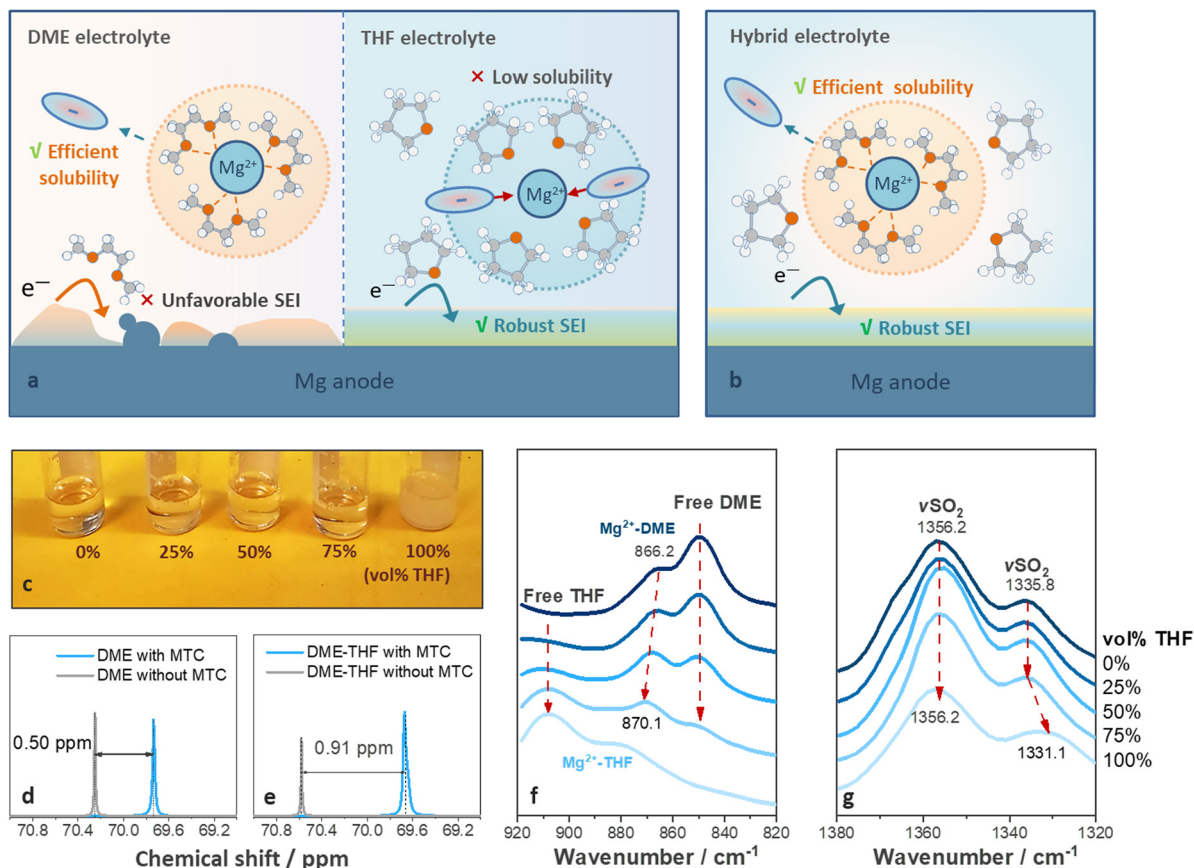 DME electrolyte
√ Efficient
solubility
Mg2+
e—
× Unfavorable SEI
THF electrolyte
× Low solubility
Mg2+
e—
√ Robust SEI
a
Mg anode
Hybrid electrolyte
√ Efficient solubility
Mg2+
e—
√ Robust SEI
b
Mg anode
0% 25% 50% 75% 100%
(vol% THF)
c
DME with MTC
DME without MTC
0.50 ppm
d
70.8 70.4 70.0 69.6 69.2
DME-THF with MTC
DME-THF without MTC
0.91 ppm
e
70.8 70.4 70.0 69.6 69.2
Chemical shift / ppm
Free DME
Mg2+-DME
866.2
Free THF
870.1
Mg2+-THF
f
920 900 880 860 840 820
Wavenumber / cm-1
vSO2
1356.2
vSO2
1335.8
1356.2
1331.1
g
1380 1360 1340 1320
Wavenumber / cm-1
vol% THF
0%
25%
50%
75%
100%